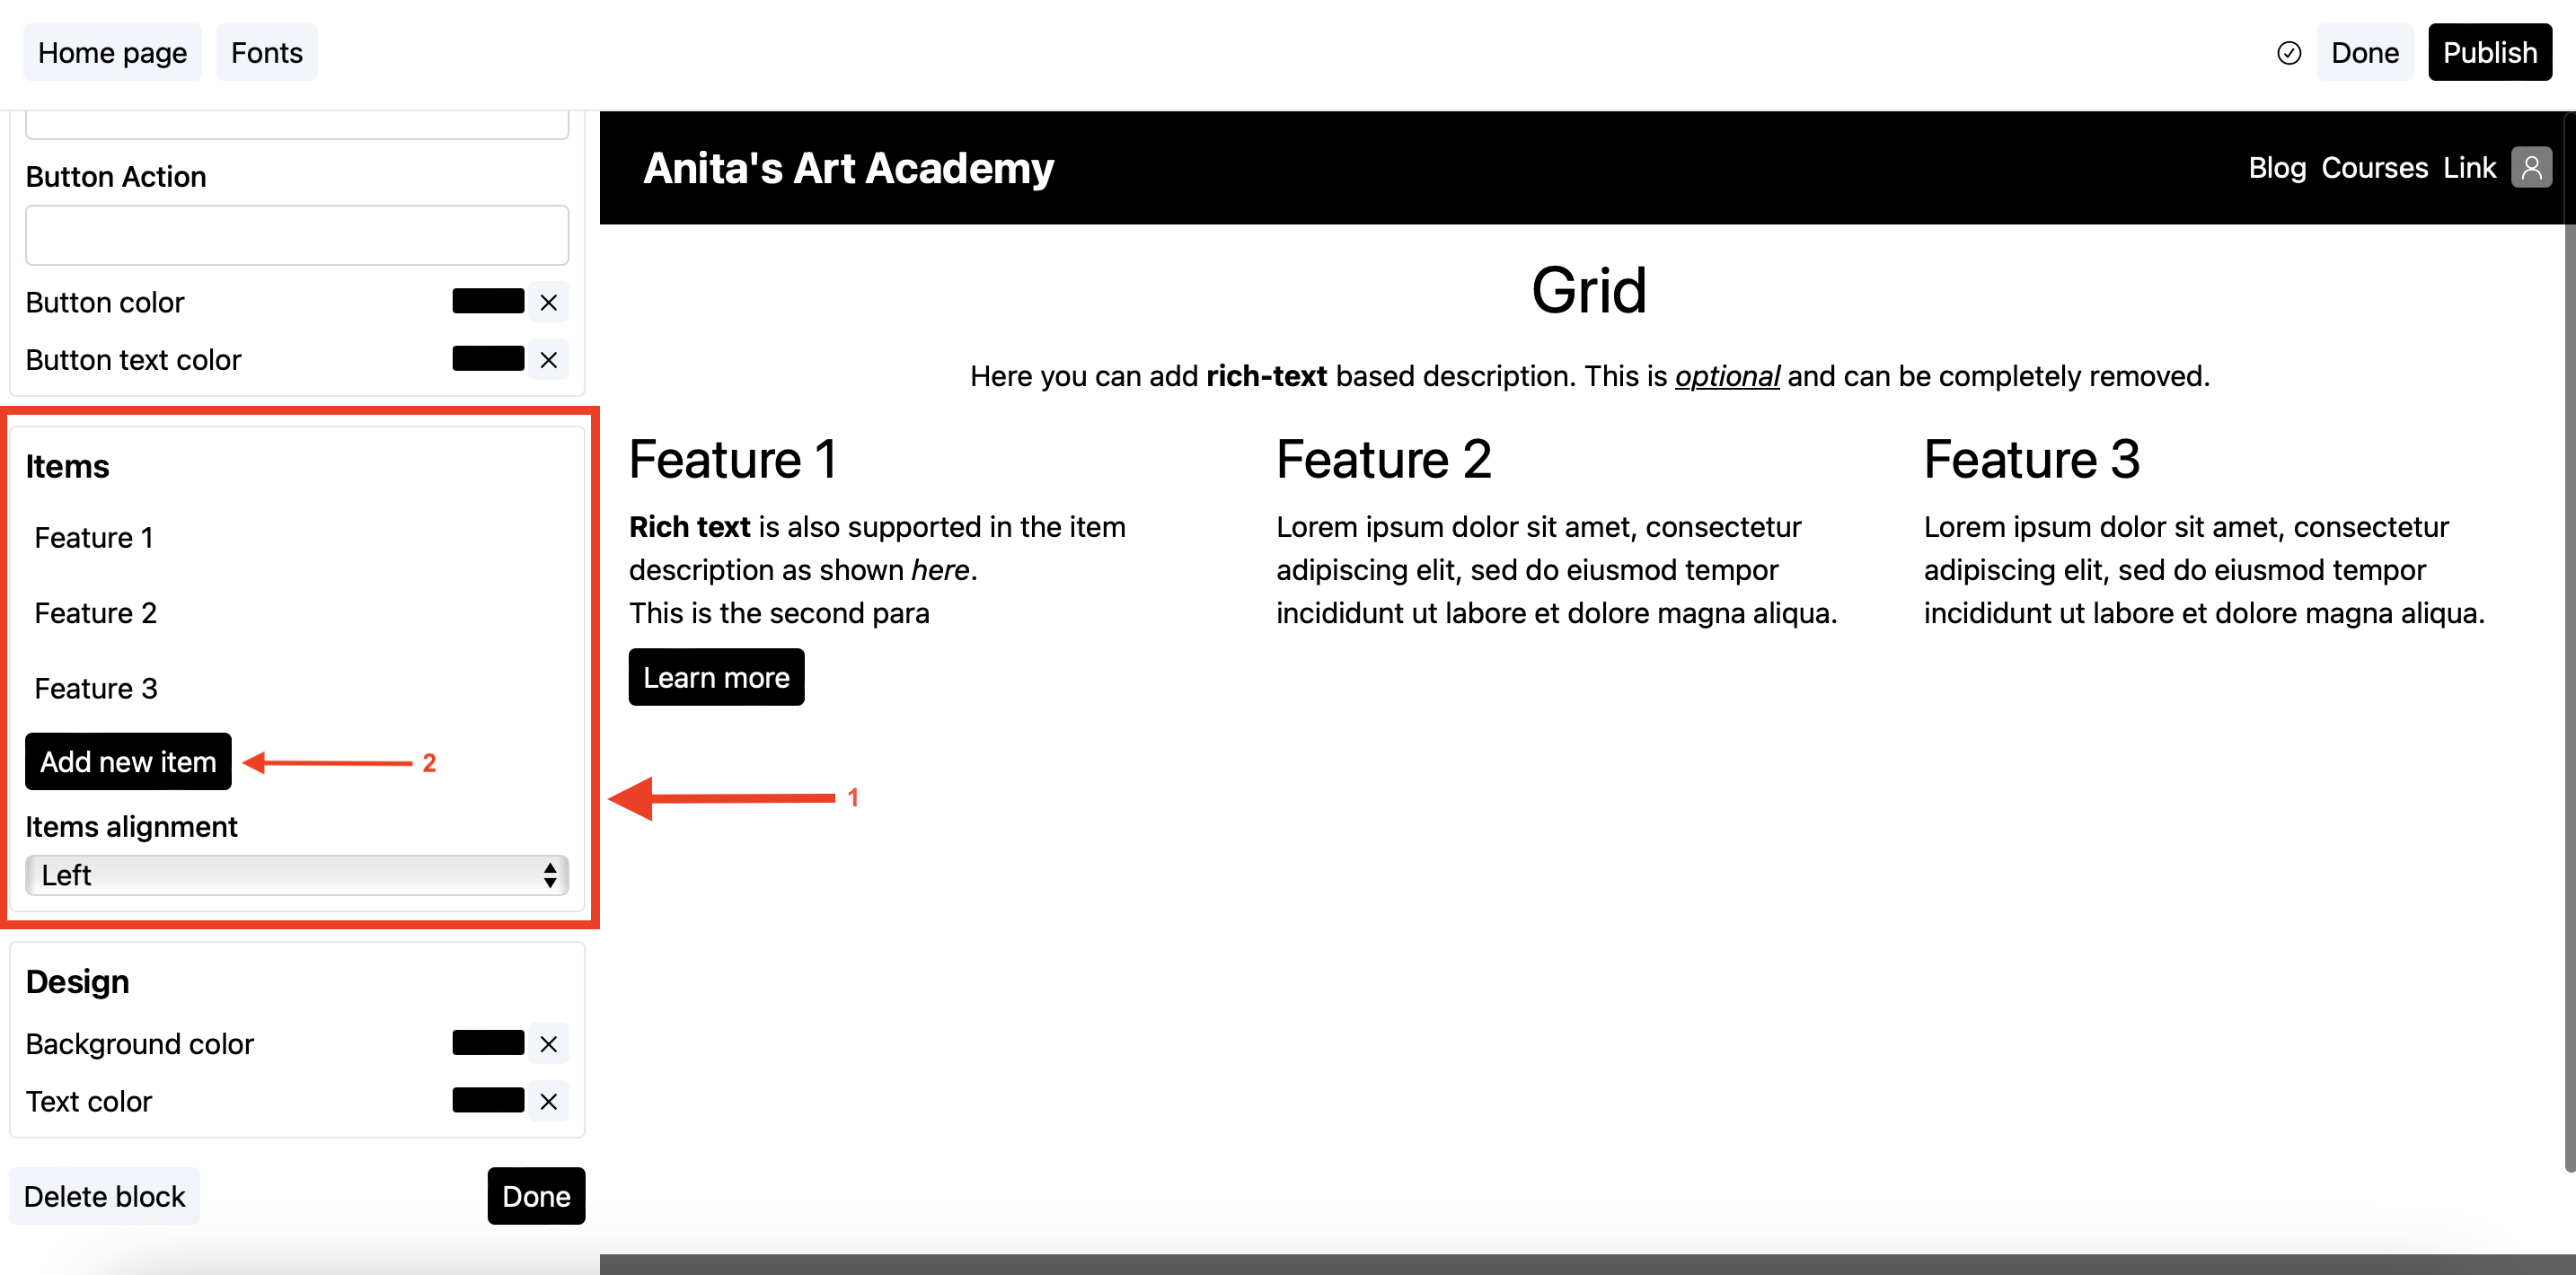 Home page Fonts Done Publish
Button Action
Button color
Button text color
Items
Feature 1
Feature 2
Feature 3
Add new item 2
1
Items alignment
Left
Design
Background color
Text color
Delete block Done
Anita's Art Academy Blog Courses Link
Grid
Here you can add rich-text based description. This is optional and can be completely removed.
Feature 1
Rich text is also supported in the item
description as shown here.
This is the second para
Learn more
Feature 2
Lorem ipsum dolor sit amet, consectetur
adipiscing elit, sed do eiusmod tempor
incididunt ut labore et dolore magna aliqua.
Feature 3
Lorem ipsum dolor sit amet, consectetur
adipiscing elit, sed do eiusmod tempor
incididunt ut labore et dolore magna aliqua.